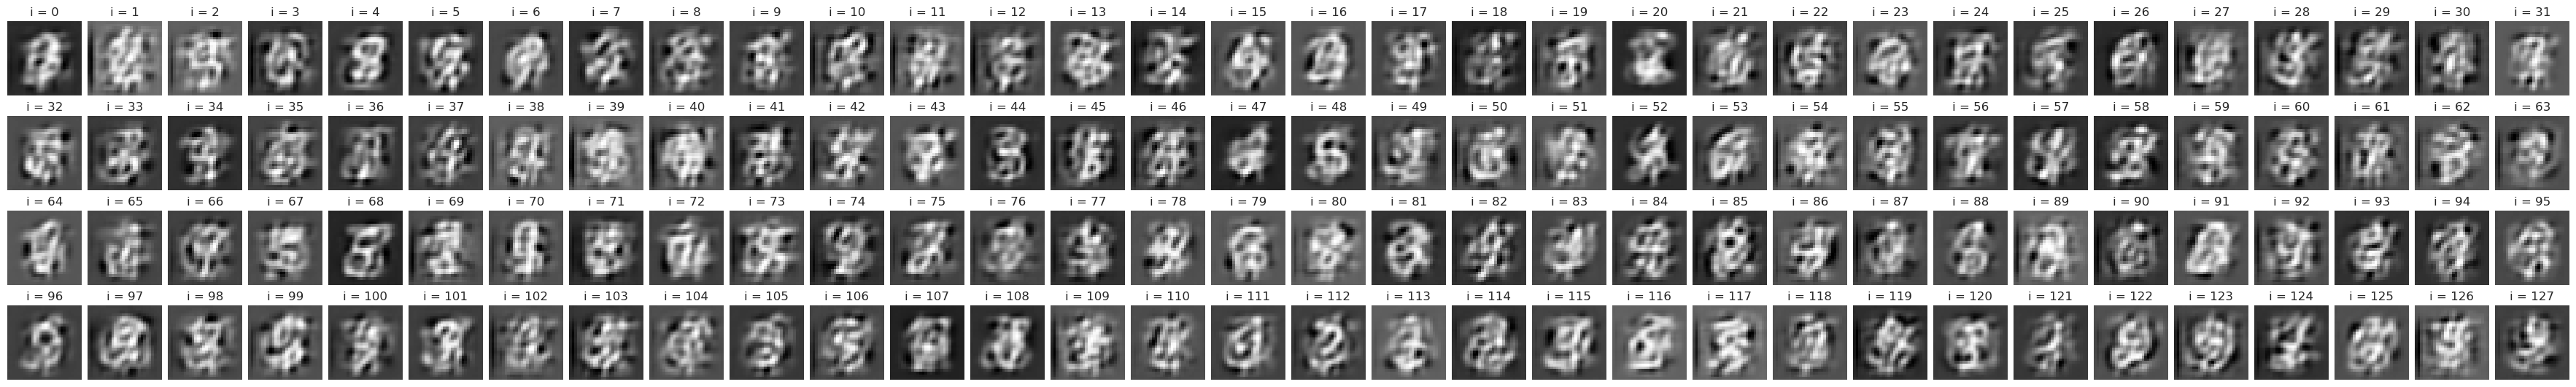 i = 0 i = 1 i = 2 i = 3 i = 4 i = 5 i = 6 i = 7 i = 8 i = 9 i = 10 i = 11 i = 12 i = 13 i = 14 i = 15 i = 16 i = 17 i = 18 i = 19 i = 20 i = 21 i = 22 i = 23 i = 24 i = 25 i = 26 i = 27 i = 28 i = 29 i = 30 i = 31
i = 32 i = 33 i = 34 i = 35 i = 36 i = 37 i = 38 i = 39 i = 40 i = 41 i = 42 i = 43 i = 44 i = 45 i = 46 i = 47 i = 48 i = 49 i = 50 i = 51 i = 52 i = 53 i = 54 i = 55 i = 56 i = 57 i = 58 i = 59 i = 60 i = 61 i = 62 i = 63
i = 64 i = 65 i = 66 i = 67 i = 68 i = 69 i = 70 i = 71 i = 72 i = 73 i = 74 i = 75 i = 76 i = 77 i = 78 i = 79 i = 80 i = 81 i = 82 i = 83 i = 84 i = 85 i = 86 i = 87 i = 88 i = 89 i = 90 i = 91 i = 92 i = 93 i = 94 i = 95
i = 96 i = 97 i = 98 i = 99 i = 100 i = 101 i = 102 i = 103 i = 104 i = 105 i = 106 i = 107 i = 108 i = 109 i = 110 i = 111 i = 112 i = 113 i = 114 i = 115 i = 116 i = 117 i = 118 i = 119 i = 120 i = 121 i = 122 i = 123 i = 124 i = 125 i = 126 i = 127